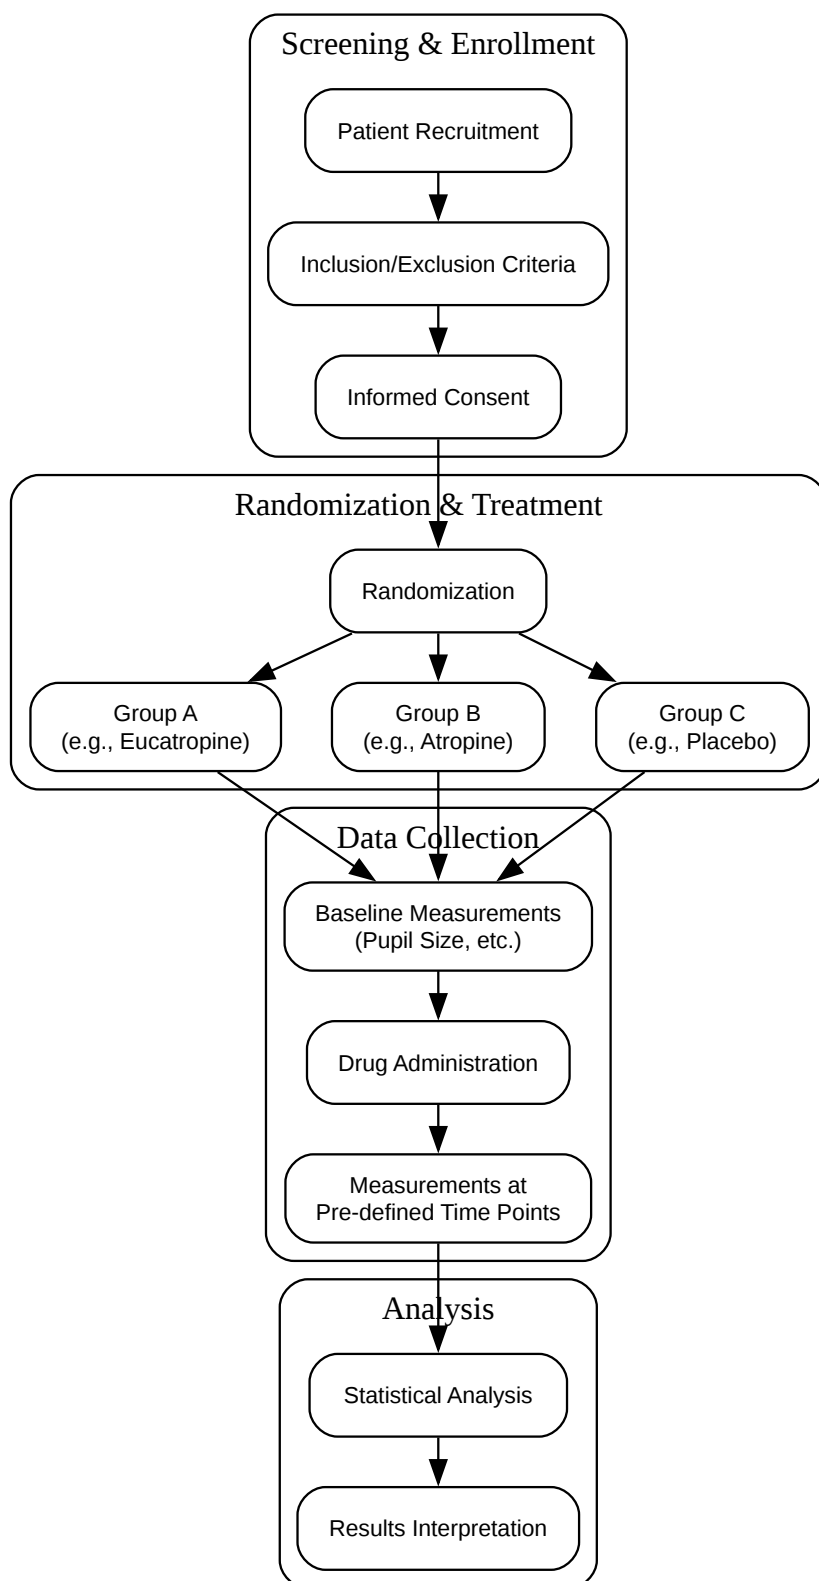 Screening & Enrollment
Patient Recruitment
Inclusion/Exclusion Criteria
Informed Consent
Randomization & Treatment
Randomization
Group A
(e.g., Eucatropine)
Group B
(e.g., Atropine)
Group C
(e.g., Placebo)
Data Collection
Baseline Measurements
(Pupil Size, etc.)
Drug Administration
Measurements at
Pre-defined Time Points
Analysis
Statistical Analysis
Results Interpretation